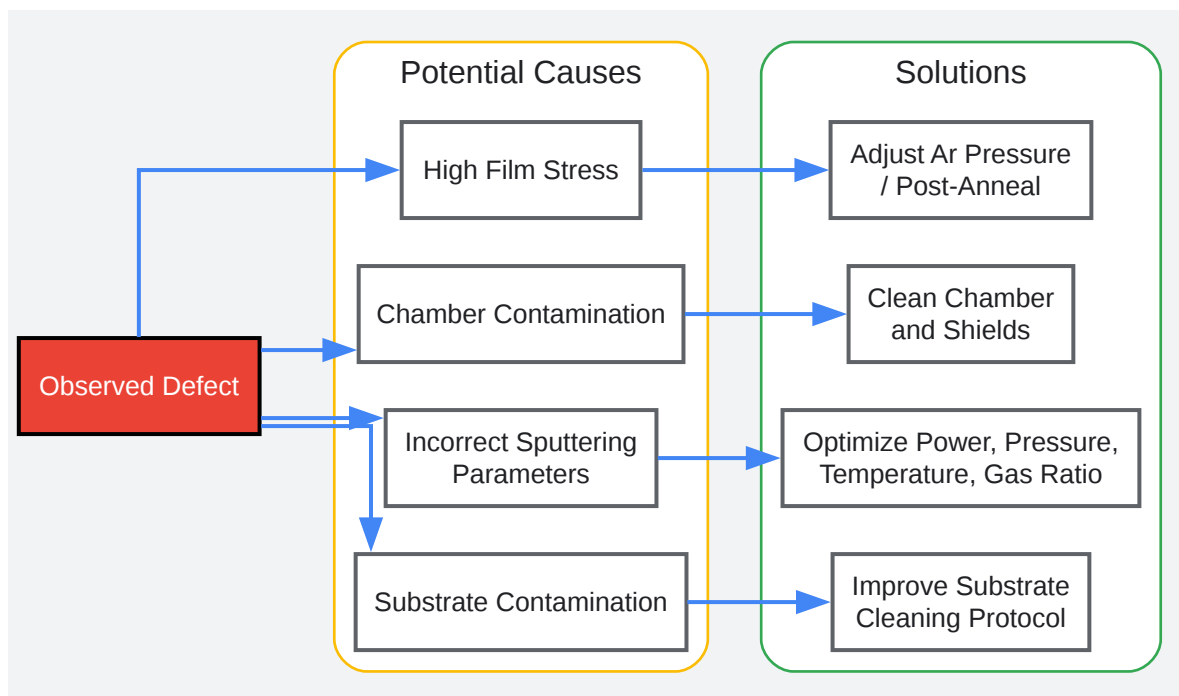 Potential Causes
Solutions
High Film Stress
Adjust Ar Pressure
/ Post-Anneal
Chamber Contamination
Clean Chamber
and Shields
Observed Defect
Incorrect Sputtering
Parameters
Optimize Power, Pressure,
Temperature, Gas Ratio
Substrate Contamination
Improve Substrate
Cleaning Protocol